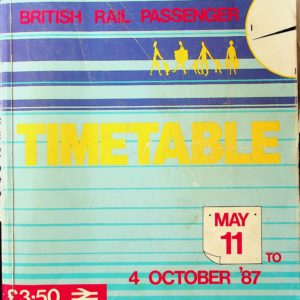 BRITISH RAIL PASSENGER
TIMETABLE
MAY
11
TO
4 OCTOBER '87
£3·50